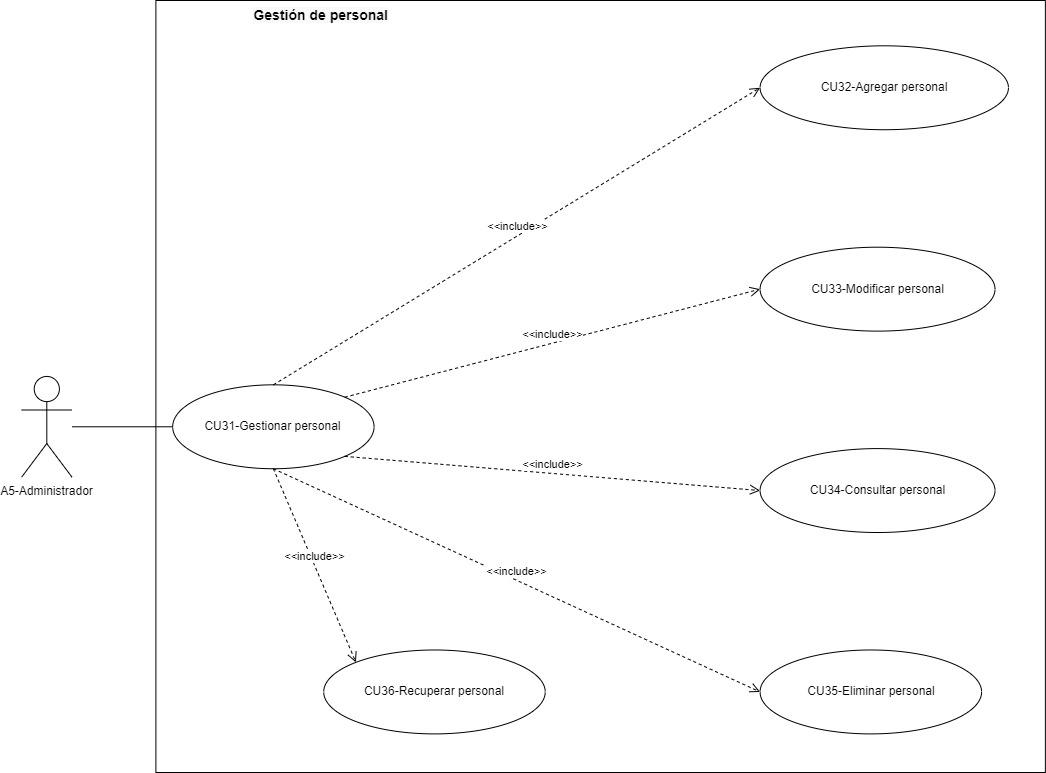 Gestión de personal
CU32-Agregar personal
<<include>>
CU33-Modificar personal
<<include>>
CU31-Gestionar personal
<<include>>
CU34-Consultar personal
A5-Administrador
<<include>>
<<include>>
CU36-Recuperar personal
CU35-Eliminar personal